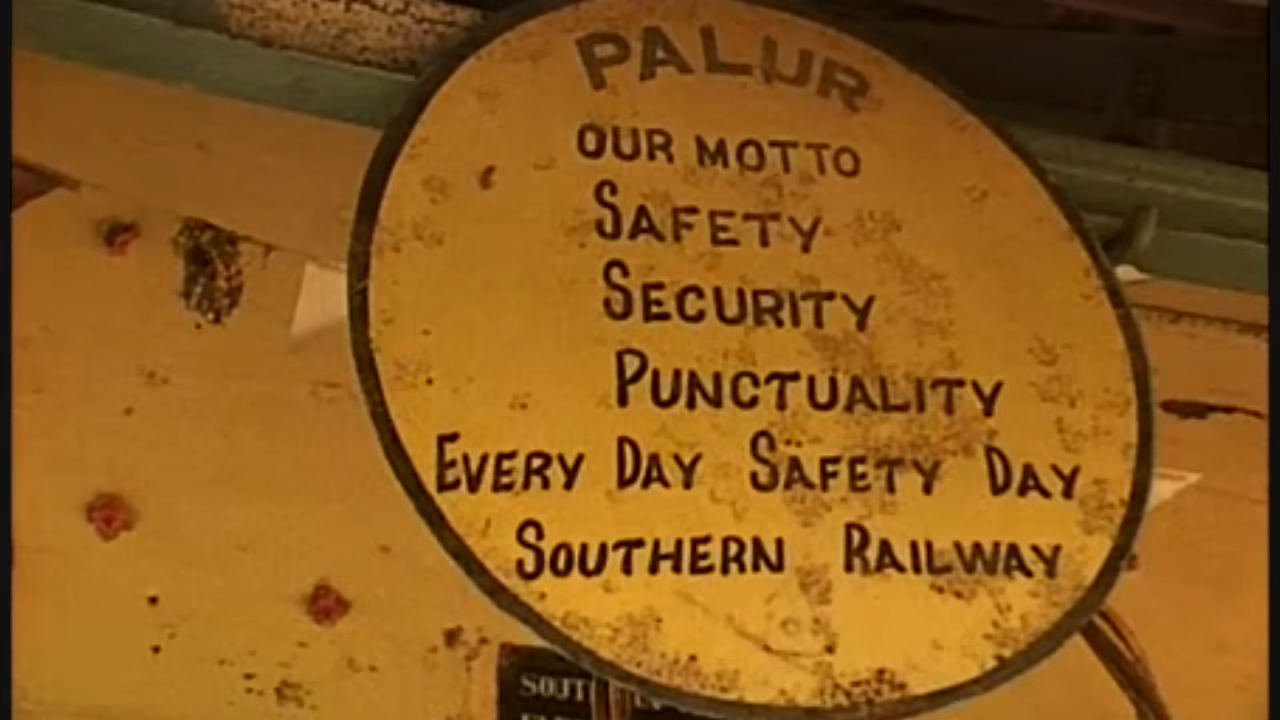 PALUR
OUR MOTTO
SAFETY
SECURITY
PUNCTUALITY
EVERY DAY SAFETY DAY
SOUTHERN RAILWAY